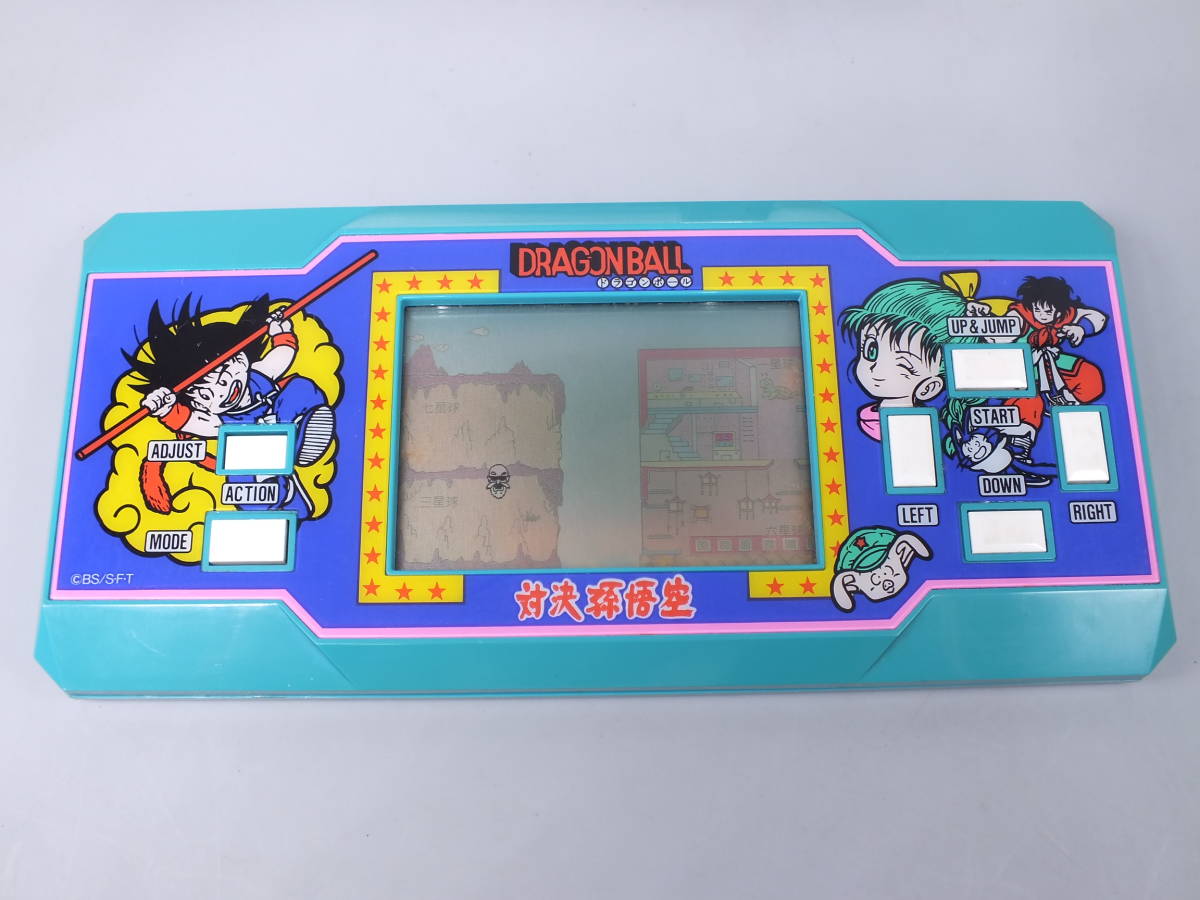 DRAGON BALL
ドラゴンボール
ADJUST
ACTION
MODE
©BS/S·F·T
七星球
三星球
六星球
UP & JUMP
START
DOWN
LEFT
RIGHT
対決孫悟空